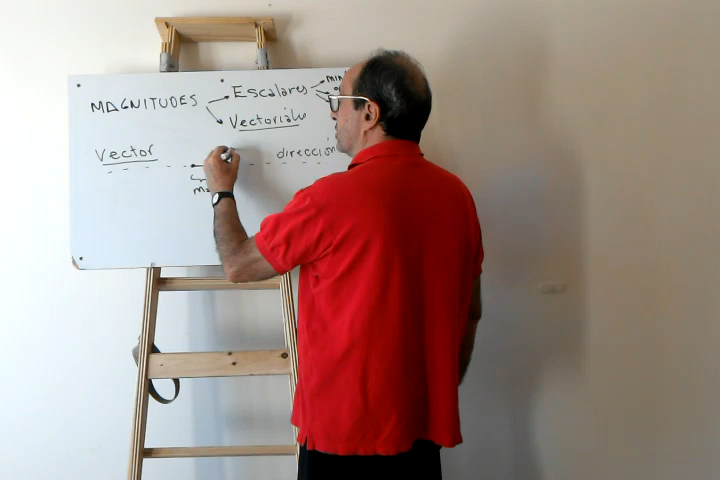 MAGNITUDES
Escalares
Vectoriales
Vector
dirección